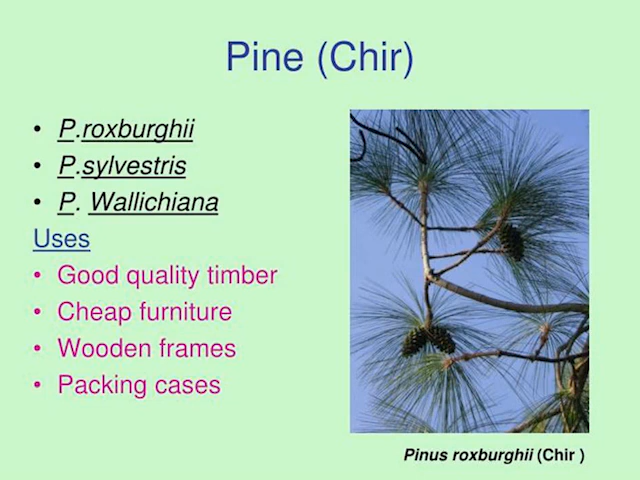 Pine (Chir)
• P.roxburghii
• P.sylvestris
• P. Wallichiana
Uses
• Good quality timber
• Cheap furniture
• Wooden frames
• Packing cases
Pinus roxburghii (Chir )